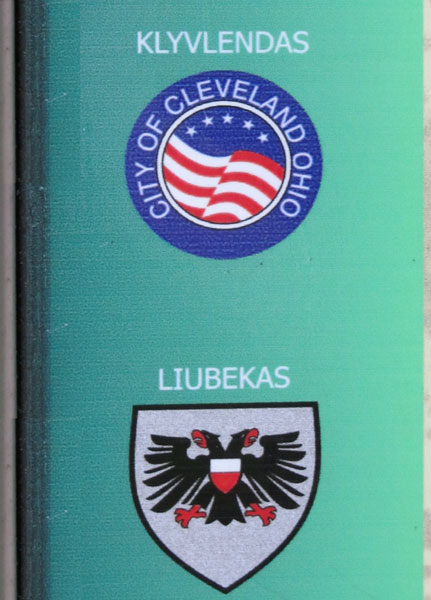 KLYVLENDAS
CITY OF CLEVELAND OHIO
LIUBEKAS